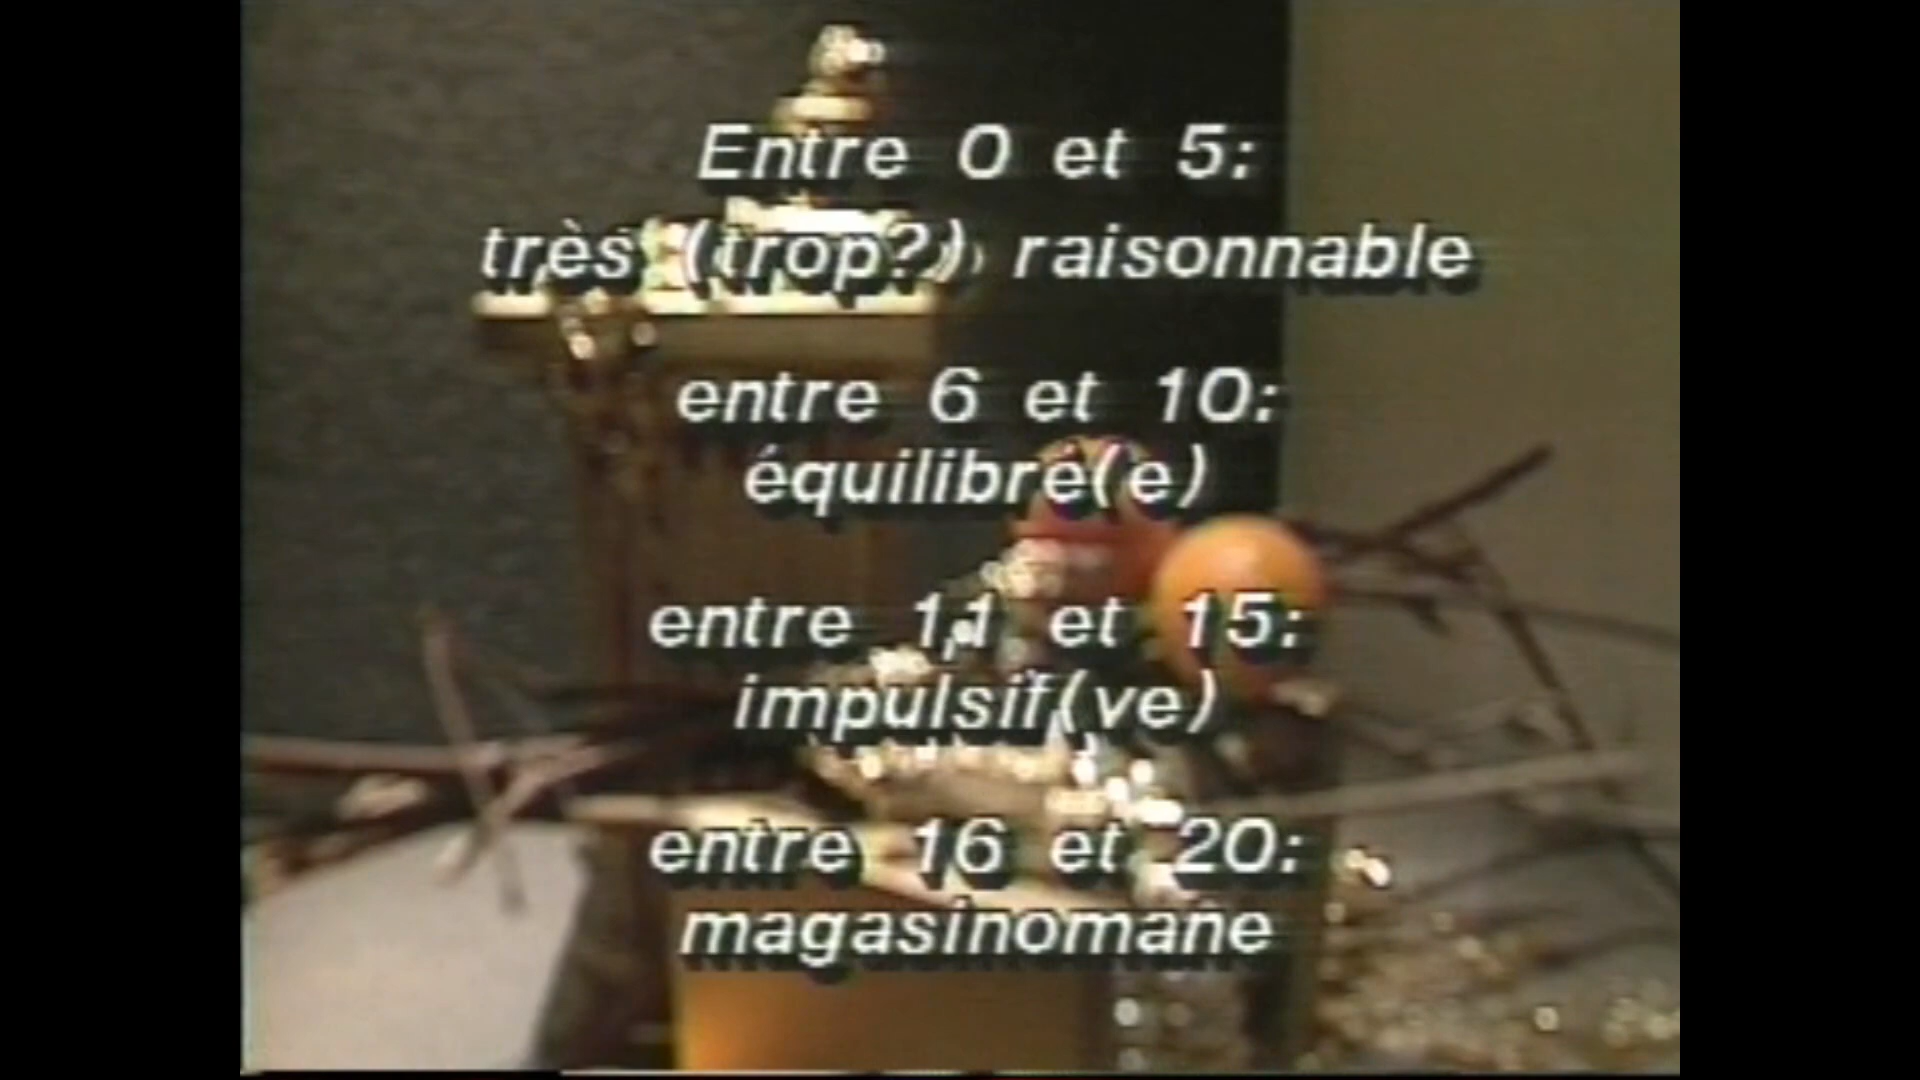 Entre 0 et 5:
très (trop?) raisonnable
entre 6 et 10:
équilibré(e)
entre 11 et 15:
impulsif(ve)
entre 16 et 20:
magasinomane